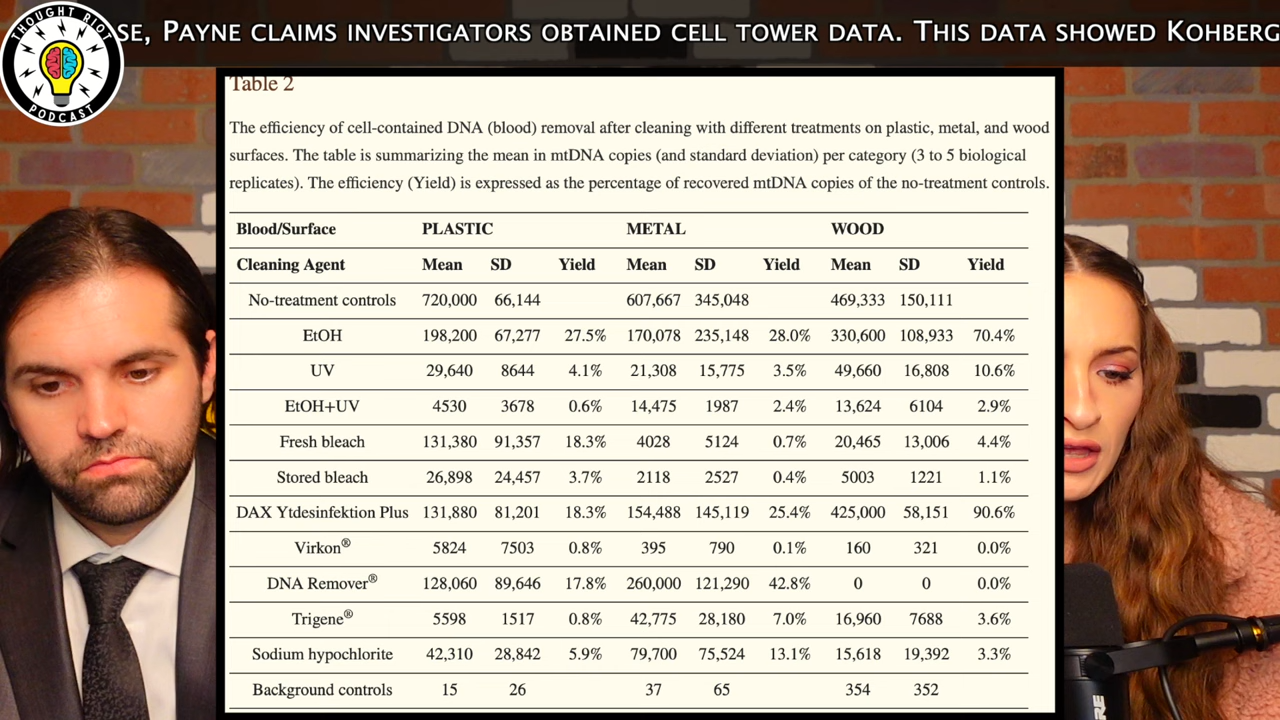 SE, PAYNE CLAIMS INVESTIGATORS OBTAINED CELL TOWER DATA. THIS DATA SHOWED KOHBERG
THOUGHT RIOT
PODCAST
Table 2
The efficiency of cell-contained DNA (blood) removal after cleaning with different treatments on plastic, metal, and wood
surfaces. The table is summarizing the mean in mtDNA copies (and standard deviation) per category (3 to 5 biological
replicates). The efficiency (Yield) is expressed as the percentage of recovered mtDNA copies of the no-treatment controls.
Blood/Surface PLASTIC METAL WOOD
Cleaning Agent Mean SD Yield Mean SD Yield Mean SD Yield
No-treatment controls 720,000 66,144 607,667 345,048 469,333 150,111
EtOH 198,200 67,277 27.5% 170,078 235,148 28.0% 330,600 108,933 70.4%
UV 29,640 8644 4.1% 21,308 15,775 3.5% 49,660 16,808 10.6%
EtOH+UV 4530 3678 0.6% 14,475 1987 2.4% 13,624 6104 2.9%
Fresh bleach 131,380 91,357 18.3% 4028 5124 0.7% 20,465 13,006 4.4%
Stored bleach 26,898 24,457 3.7% 2118 2527 0.4% 5003 1221 1.1%
DAX Ytdesinfektion Plus 131,880 81,201 18.3% 154,488 145,119 25.4% 425,000 58,151 90.6%
Virkon® 5824 7503 0.8% 395 790 0.1% 160 321 0.0%
DNA Remover® 128,060 89,646 17.8% 260,000 121,290 42.8% 0 0 0.0%
Trigene® 5598 1517 0.8% 42,775 28,180 7.0% 16,960 7688 3.6%
Sodium hypochlorite 42,310 28,842 5.9% 79,700 75,524 13.1% 15,618 19,392 3.3%
Background controls 15 26 37 65 354 352